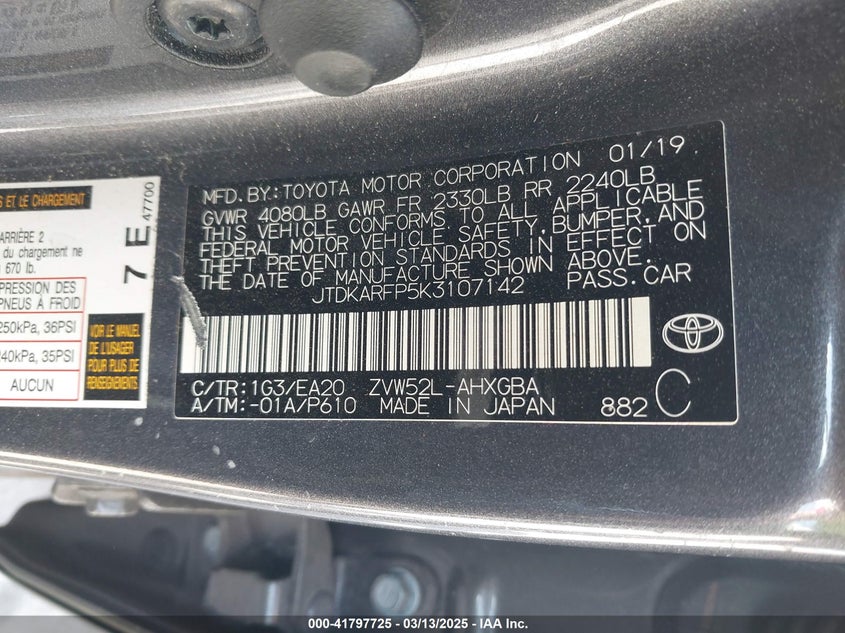 S ET LE CHARGEMENT
ARRIÈRE 2
du chargement ne
670 lb.
7 E
47700
PRESSION DES
PNEUS À FROID
250kPa, 36PSI
240kPa, 35PSI
AUCUN
VOIR LE MANUEL
DE L'USAGER
POUR PLUS DE
RENSEIGNEMENTS
MFD. BY: TOYOTA MOTOR CORPORATION 01/19
GVWR 4080LB GAWR FR 2330LB RR 2240LB
THIS VEHICLE CONFORMS TO ALL APPLICABLE
FEDERAL MOTOR VEHICLE SAFETY, BUMPER, AND
THEFT PREVENTION STANDARDS IN EFFECT ON
THE DATE OF MANUFACTURE SHOWN ABOVE.
JTDKARFP5K3107142 PASS. CAR
C/TR: 1G3/EA20 ZVW52L-AHXGBA
A/TM: -01A/P610 MADE IN JAPAN 882 C
000-41797725 - 03/13/2025 - IAA Inc.